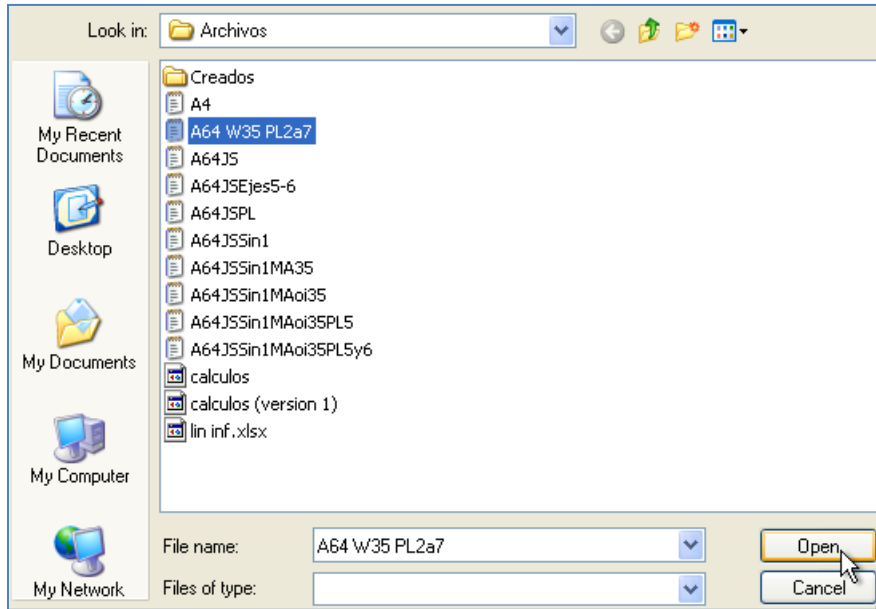 Look in: Archivos
My Recent
Documents
Desktop
My Documents
My Computer
My Network
Creados
A4
A64 W35 PL2a7
A64JS
A64JSEjes5-6
A64JSPL
A64JSSin1
A64JSSin1MA35
A64JSSin1MAoi35
A64JSSin1MAoi35PL5
A64JSSin1MAoi35PL5y6
calculos
calculos (version 1)
lin inf.xlsx
File name: A64 W35 PL2a7 Open
Files of type: Cancel